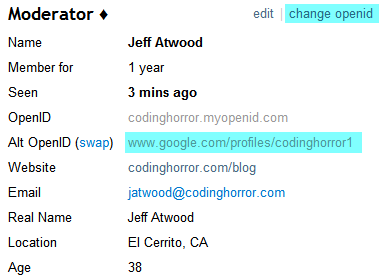 Moderator ♦ edit | change openid
Name Jeff Atwood
Member for 1 year
Seen 3 mins ago
OpenID codinghorror.myopenid.com
Alt OpenID (swap) www.google.com/profiles/codinghorror1
Website codinghorror.com/blog
Email jatwood@codinghorror.com
Real Name Jeff Atwood
Location El Cerrito, CA
Age 38